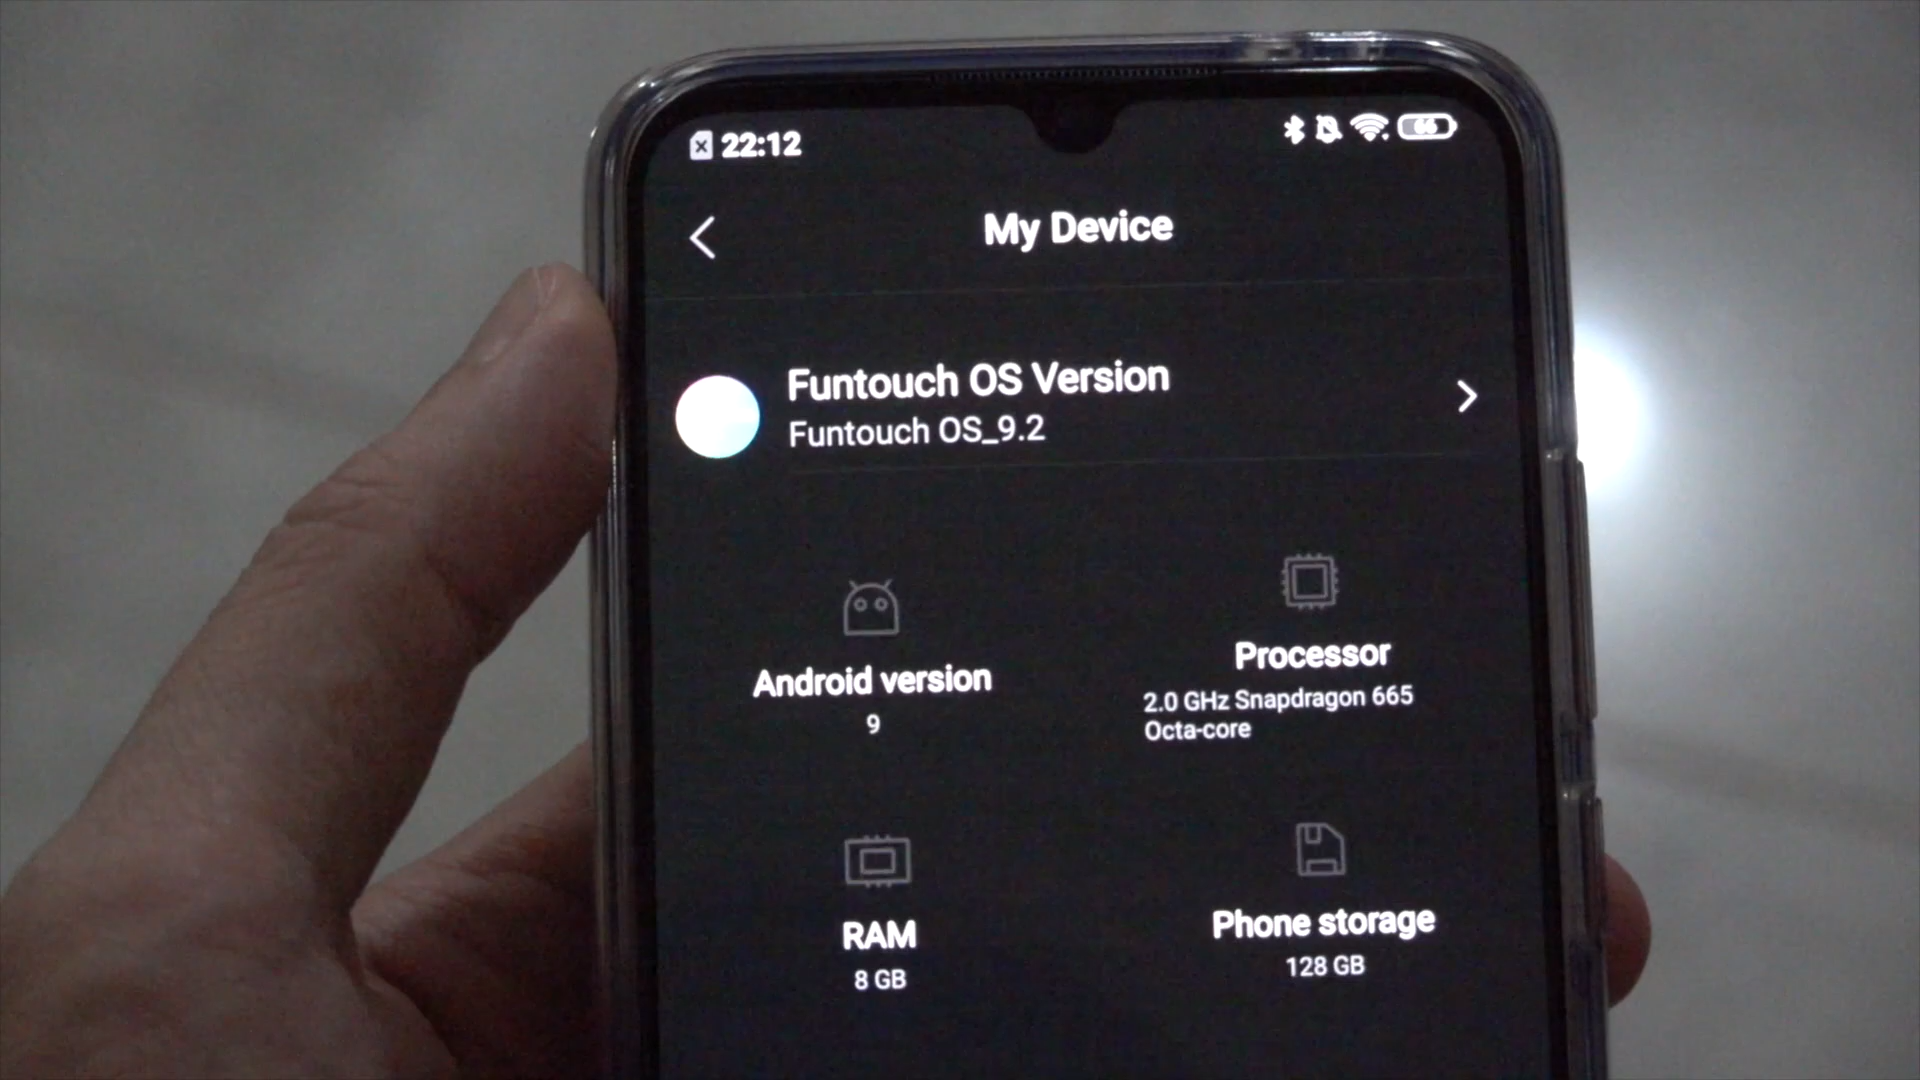 22:12
66
My Device
Funtouch OS Version
Funtouch OS_9.2
Android version
9
Processor
2.0 GHz Snapdragon 665
Octa-core
RAM
8 GB
Phone storage
128 GB